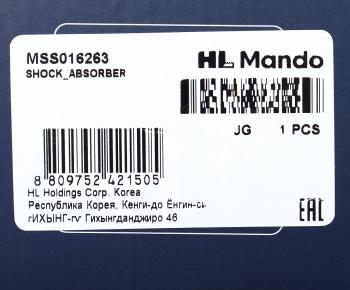 MSS016263
SHOCK_ABSORBER
HL Mando
JG 1 PCS
8 809752 421505
HL Holdings Corp. Korea
Республика Корея, Кенги-до Ёнгин-си
гИХЫНГ-гу Гихынгданджиро 46
EAC